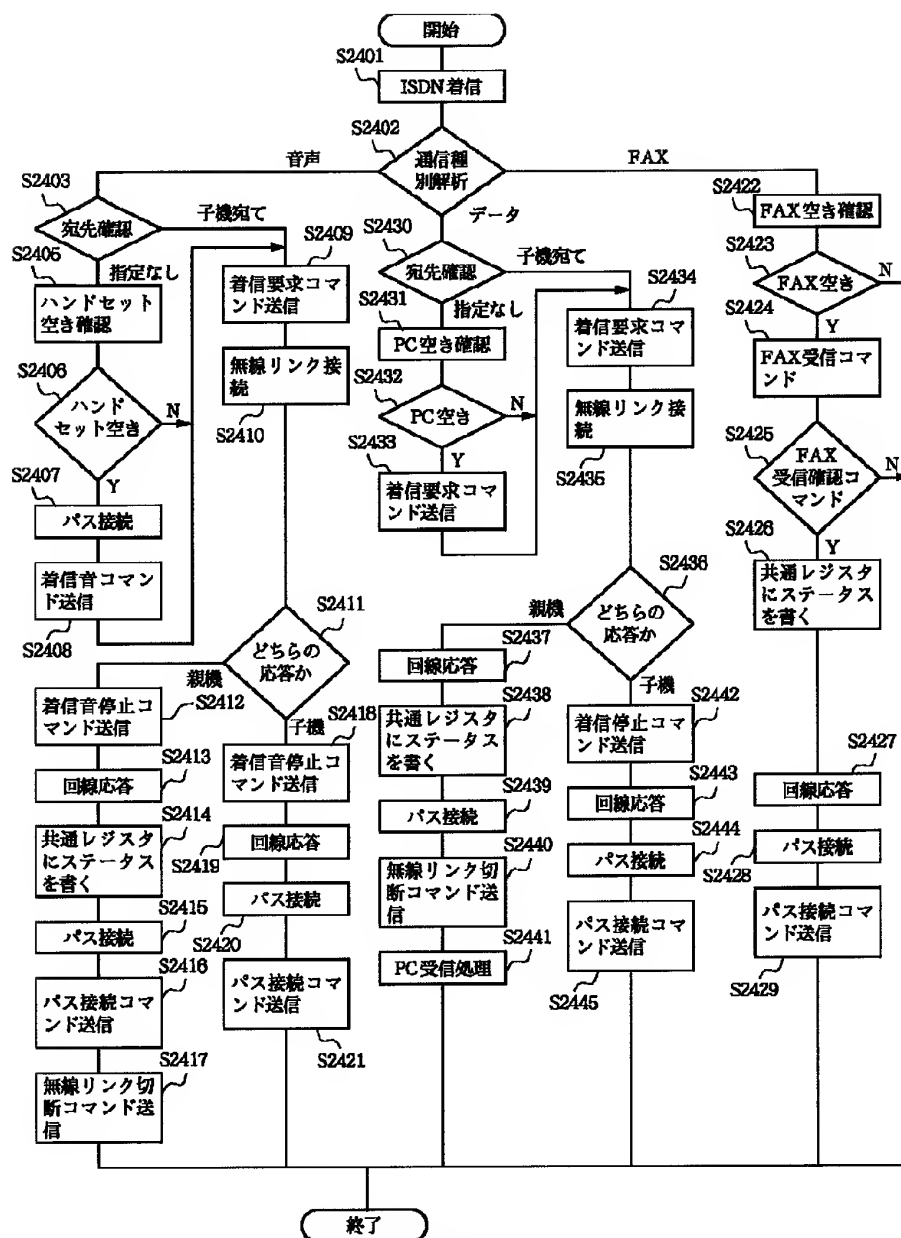 開始
S2401
ISDN着信
S2402
通信種
別解析
音声
データ
FAX
S2403
宛先確認
子機宛て
指定なし
S2405
ハンドセット
空き確認
S2406
ハンド
セット空き
N
Y
S2407
パス接続
着信音コマン
ド送信
S2408
S2409
着信要求コマ
ンド送信
無線リンク接
続
S2410
S2411
どちらの
応答か
親機
子機
S2412
着信音停止コ
マンド送信
S2413
回線応答
S2414
共通レジスタ
にステータス
を書く
S2415
パス接続
S2416
パス接続コマ
ンド送信
S2417
無線リンク切
断コマンド送
信
S2418
着信音停止コ
マンド送信
回線応答
S2419
パス接続
S2420
パス接続コマ
ンド送信
S2421
S2430
宛先確認
子機宛て
指定なし
S2431
PC空き確認
S2432
PC空き
N
Y
S2433
着信要求コマ
ンド送信
S2434
着信要求コマ
ンド送信
無線リンク接
続
S2435
S2436
どちらの
応答か
親機
子機
S2437
回線応答
S2438
共通レジスタ
にステータス
を書く
S2439
パス接続
S2440
無線リンク切
断コマンド送
信
S2441
PC受信処理
S2442
着信停止コマ
ンド送信
S2443
回線応答
S2444
パス接続
パス接続コマ
ンド送信
S2445
S2422
FAX空き確認
S2423
FAX空き
N
Y
S2424
FAX受信コマ
ンド
S2425
FAX
受信確認コ
マンド
N
Y
S2426
共通レジスタ
にステータス
を書く
S2427
回線応答
パス接続
S2428
パス接続コマ
ンド送信
S2429
終了